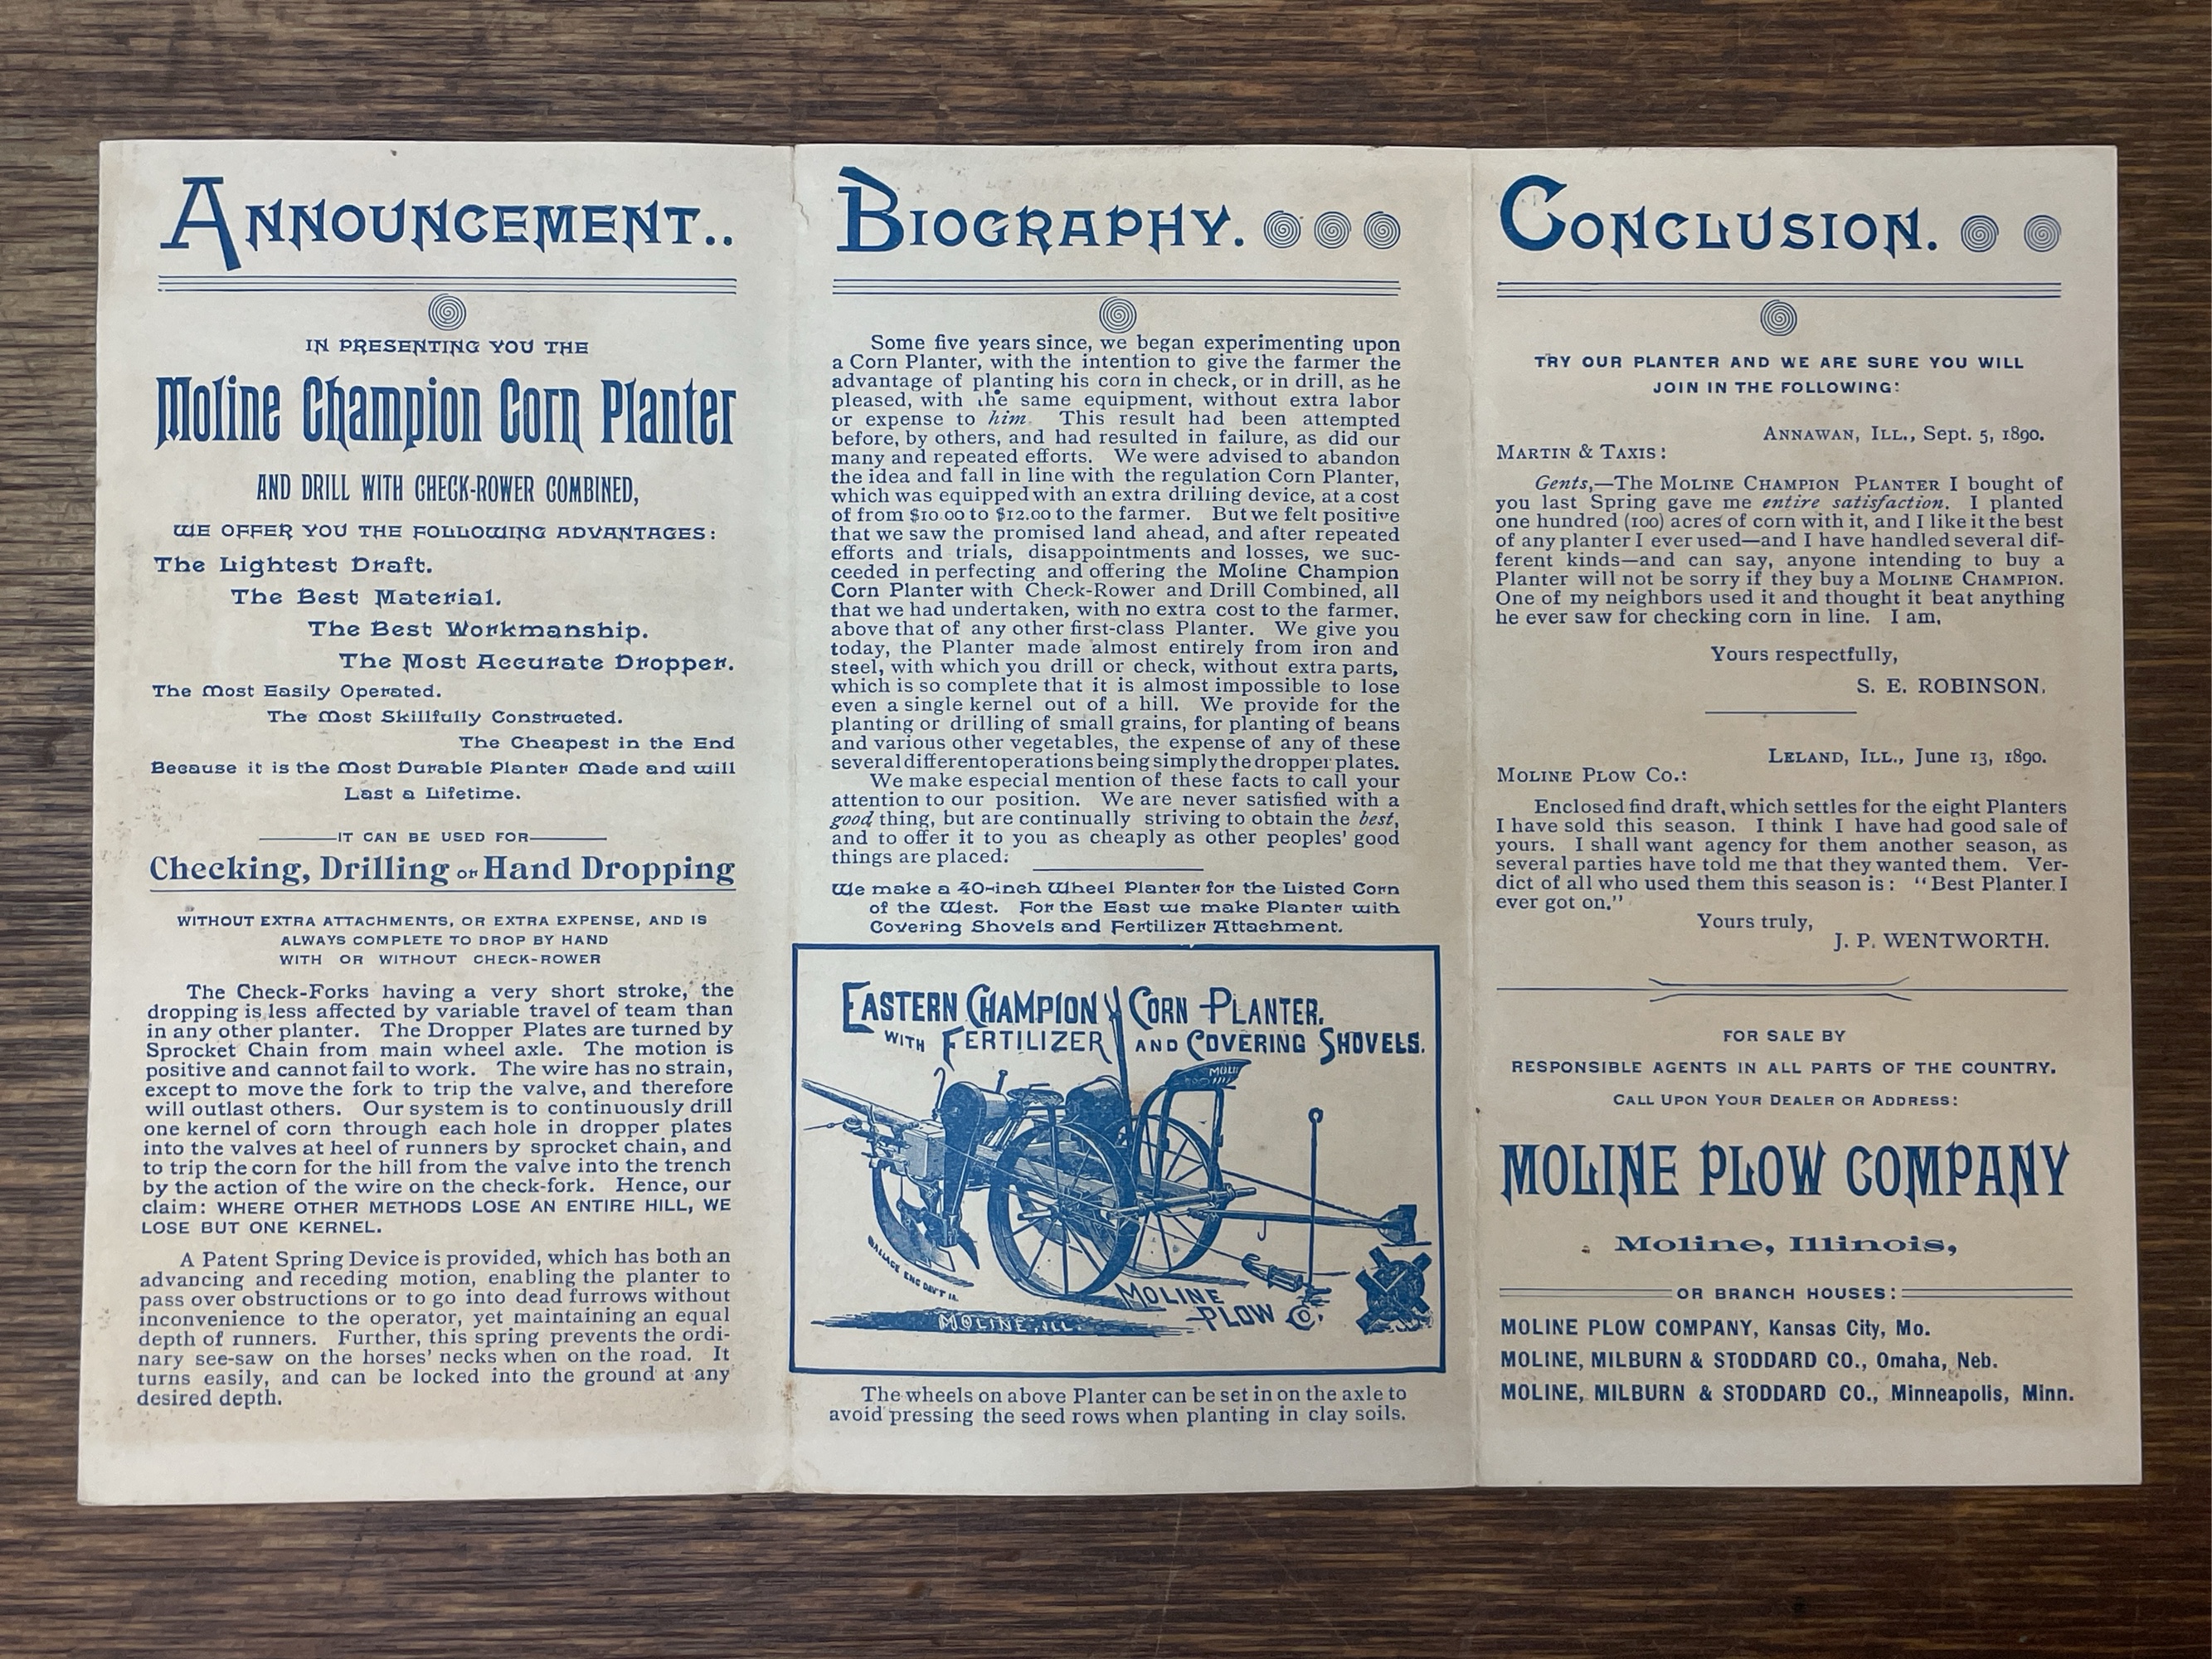 ANNOUNCEMENT..
IN PRESENTING YOU THE
Moline Champion Corn Planter
AND DRILL WITH CHECK-ROWER COMBINED,
WE OFFER YOU THE FOLLOWING ADVANTAGES:
The Lightest Draft.
The Best Material.
The Best Workmanship.
The Most Accurate Dropper.
The Most Easily Operated.
The Most Skillfully Constructed.
The Cheapest in the End
Because it is the Most Durable Planter Made and will
Last a Lifetime.
IT CAN BE USED FOR
Checking, Drilling or Hand Dropping
WITHOUT EXTRA ATTACHMENTS, OR EXTRA EXPENSE, AND IS
ALWAYS COMPLETE TO DROP BY HAND
WITH OR WITHOUT CHECK-ROWER
The Check-Forks having a very short stroke, the
dropping is less affected by variable travel of team than
in any other planter. The Dropper Plates are turned by
Sprocket Chain from main wheel axle. The motion is
positive and cannot fail to work. The wire has no strain,
except to move the fork to trip the valve, and therefore
will outlast others. Our system is to continuously drill
one kernel of corn through each hole in dropper plates
into the valves at heel of runners by sprocket chain, and
to trip the corn for the hill from the valve into the trench
by the action of the wire on the check-fork. Hence, our
claim: WHERE OTHER METHODS LOSE AN ENTIRE HILL, WE
LOSE BUT ONE KERNEL.
A Patent Spring Device is provided, which has both an
advancing and receding motion, enabling the planter to
pass over obstructions or to go into dead furrows without
inconvenience to the operator, yet maintaining an equal
depth of runners. Further, this spring prevents the ordi-
nary see-saw on the horses' necks when on the road. It
turns easily, and can be locked into the ground at any
desired depth.
BIOGRAPHY.
Some five years since, we began experimenting upon
a Corn Planter, with the intention to give the farmer the
advantage of planting his corn in check, or in drill, as he
pleased, with the same equipment, without extra labor
or expense to him. This result had been attempted
before, by others, and had resulted in failure, as did our
many and repeated efforts. We were advised to abandon
the idea and fall in line with the regulation Corn Planter,
which was equipped with an extra drilling device, at a cost
of from $10.00 to $12.00 to the farmer. But we felt positive
that we saw the promised land ahead, and after repeated
efforts and trials, disappointments and losses, we suc-
ceeded in perfecting and offering the Moline Champion
Corn Planter with Check-Rower and Drill Combined, all
that we had undertaken, with no extra cost to the farmer,
above that of any other first-class Planter. We give you
today, the Planter made almost entirely from iron and
steel, with which you drill or check, without extra parts,
which is so complete that it is almost impossible to lose
even a single kernel out of a hill. We provide for the
planting or drilling of small grains, for planting of beans
and various other vegetables, the expense of any of these
several different operations being simply the dropper plates.
We make especial mention of these facts to call your
attention to our position. We are never satisfied with a
good thing, but are continually striving to obtain the best,
and to offer it to you as cheaply as other peoples' good
things are placed.
We make a 40-inch Wheel Planter for the Listed Corn
of the West. For the East we make Planter with
Covering Shovels and Fertilizer Attachment.
EASTERN CHAMPION CORN PLANTER.
WITH FERTILIZER AND COVERING SHOVELS.
MOLI
MOLINE
PLOW CO.
MOLINE, ILL.
The wheels on above Planter can be set in on the axle to
avoid pressing the seed rows when planting in clay soils.
CONCLUSION.
TRY OUR PLANTER AND WE ARE SURE YOU WILL
JOIN IN THE FOLLOWING:
ANNAWAN, ILL., Sept. 5, 1890.
MARTIN & TAXIS:
Gents,—The MOLINE CHAMPION PLANTER I bought of
you last Spring gave me entire satisfaction. I planted
one hundred (100) acres of corn with it, and I like it the best
of any planter I ever used—and I have handled several dif-
ferent kinds—and can say, anyone intending to buy a
Planter will not be sorry if they buy a MOLINE CHAMPION.
One of my neighbors used it and thought it beat anything
he ever saw for checking corn in line. I am,
Yours respectfully,
S. E. ROBINSON.
LELAND, ILL., June 13, 1890.
MOLINE PLOW CO.:
Enclosed find draft, which settles for the eight Planters
I have sold this season. I think I have had good sale of
yours. I shall want agency for them another season, as
several parties have told me that they wanted them. Ver-
dict of all who used them this season is: "Best Planter I
ever got on."
Yours truly,
J. P. WENTWORTH.
FOR SALE BY
RESPONSIBLE AGENTS IN ALL PARTS OF THE COUNTRY.
CALL UPON YOUR DEALER OR ADDRESS:
MOLINE PLOW COMPANY
Moline, Illinois,
OR BRANCH HOUSES:
MOLINE PLOW COMPANY, Kansas City, Mo.
MOLINE, MILBURN & STODDARD CO., Omaha, Neb.
MOLINE, MILBURN & STODDARD CO., Minneapolis, Minn.